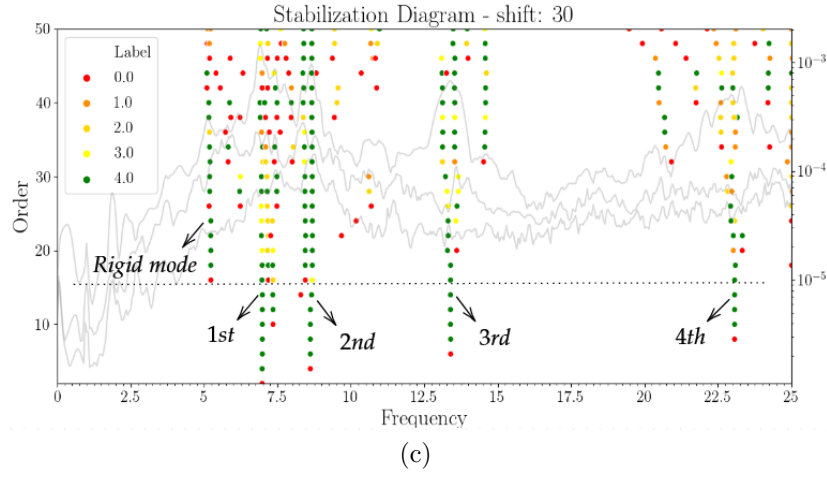 Stabilization Diagram - shift: 30
50
40
30
20
10
Order
Label
0.0
1.0
2.0
3.0
4.0
10⁻³
10⁻⁴
10⁻⁵
Rigid mode
1st
2nd
3rd
4th
0 2.5 5 7.5 10 12.5 15 17.5 20 22.5 25
Frequency
(c)